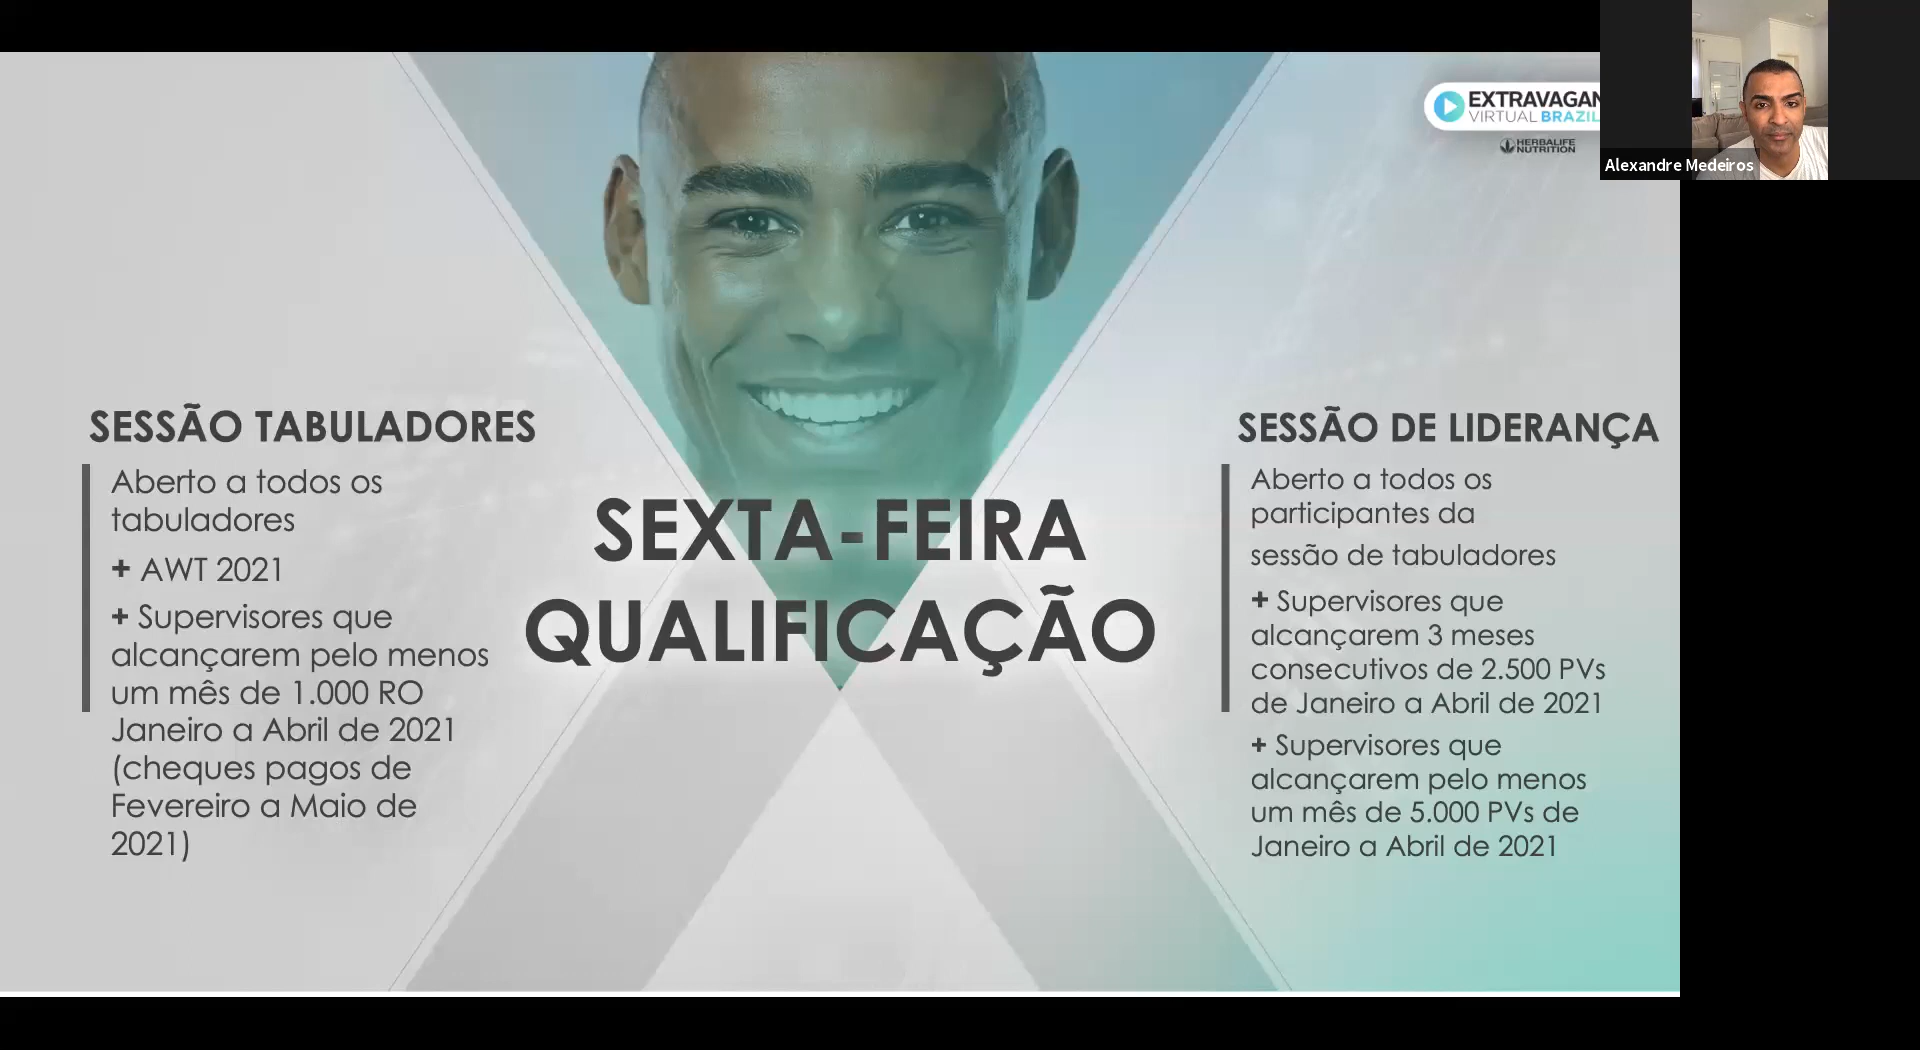 EXTRAVAGAN
VIRTUAL BRAZIL
HERBALIFE
NUTRITION
Alexandre Medeiros
SESSÃO TABULADORES
Aberto a todos os
tabuladores
+ AWT 2021
+ Supervisores que
alcançarem pelo menos
um mês de 1.000 RO
Janeiro a Abril de 2021
(cheques pagos de
Fevereiro a Maio de
2021)
SEXTA-FEIRA
QUALIFICAÇÃO
SESSÃO DE LIDERANÇA
Aberto a todos os
participantes da
sessão de tabuladores
+ Supervisores que
alcançarem 3 meses
consecutivos de 2.500 PVs
de Janeiro a Abril de 2021
+ Supervisores que
alcançarem pelo menos
um mês de 5.000 PVs de
Janeiro a Abril de 2021